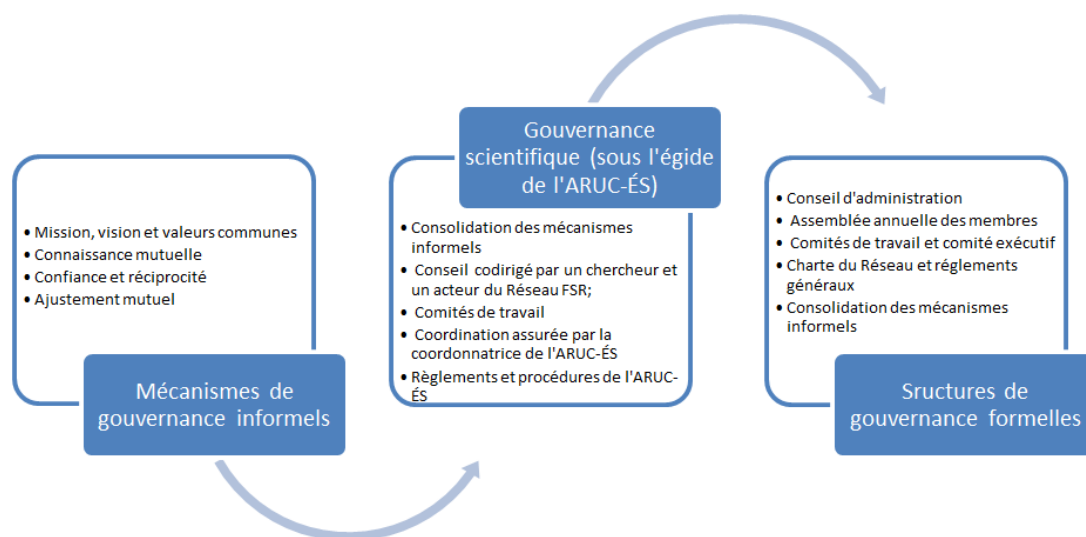 • Mission, vision et valeurs communes
• Connaissance mutuelle
• Confiance et réciprocité
• Ajustement mutuel
Mécanismes de
gouvernance informels
Gouvernance
scientifique (sous l'égide
de l'ARUC-ÉS)
• Consolidation des mécanismes
informels
• Conseil codirigé par un chercheur et
un acteur du Réseau FSR;
• Comités de travail
• Coordination assurée par la
coordonnatrice de l'ARUC-ÉS
• Règlements et procédures de l'ARUC-
ÉS
• Conseil d'administration
• Assemblée annuelle des membres
• Comités de travail et comité exécutif
• Charte du Réseau et réglements
généraux
• Consolidation des mécanismes
informels
Sructures de
gouvernance formelles